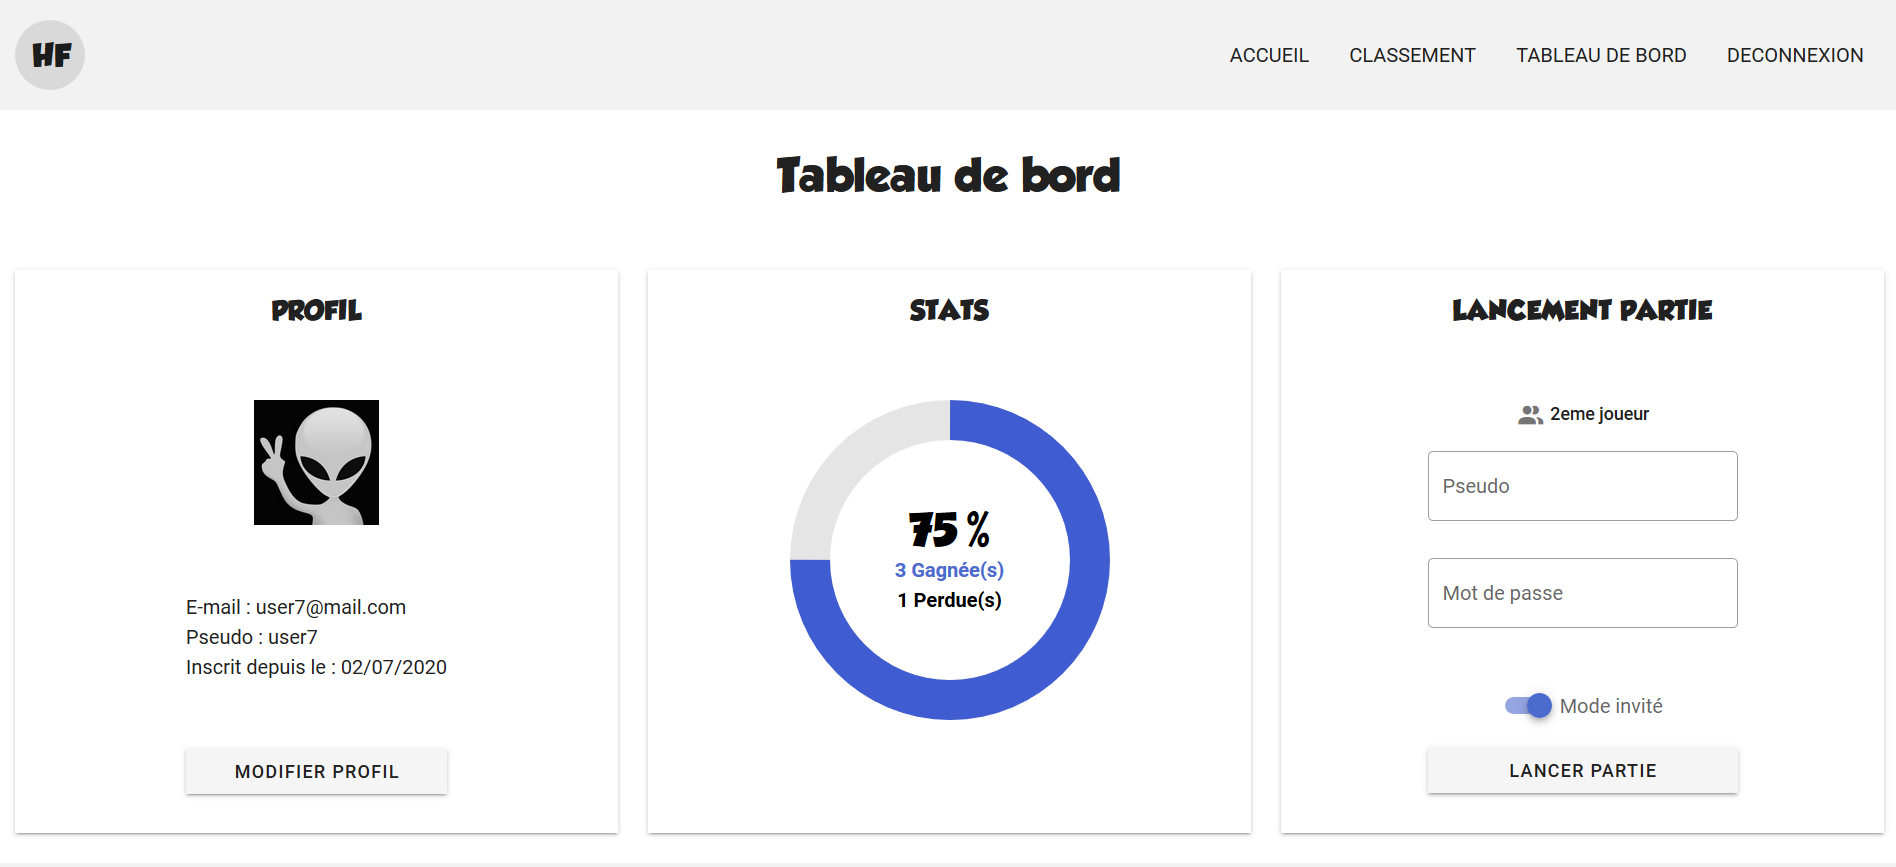 HF
ACCUEIL CLASSEMENT TABLEAU DE BORD DECONNEXION
Tableau de bord
PROFIL
E-mail : user7@mail.com
Pseudo : user7
Inscrit depuis le : 02/07/2020
MODIFIER PROFIL
STATS
75 %
3 Gagnée(s)
1 Perdue(s)
LANCEMENT PARTIE
2eme joueur
Pseudo
Mot de passe
Mode invité
LANCER PARTIE